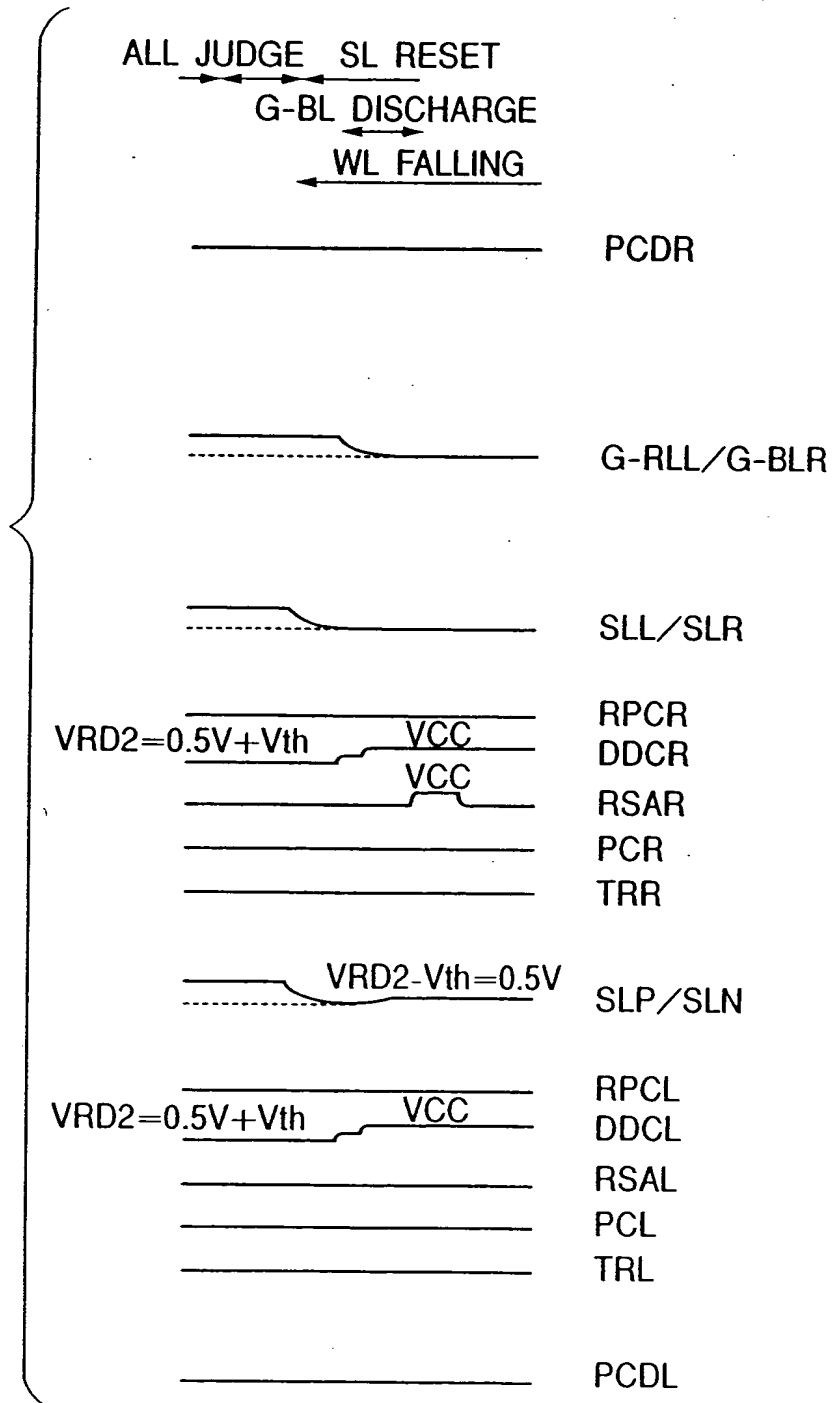 ALL JUDGE SL RESET
G-BL DISCHARGE
WL FALLING
PCDR
G-RLL/G-BLR
SLL/SLR
RPCR
VRD2=0.5V+Vth VCC DDCR
VCC RSAR
PCR
TRR
VRD2-Vth=0.5V SLP/SLN
RPCL
VRD2=0.5V+Vth VCC DDCL
RSAL
PCL
TRL
PCDL